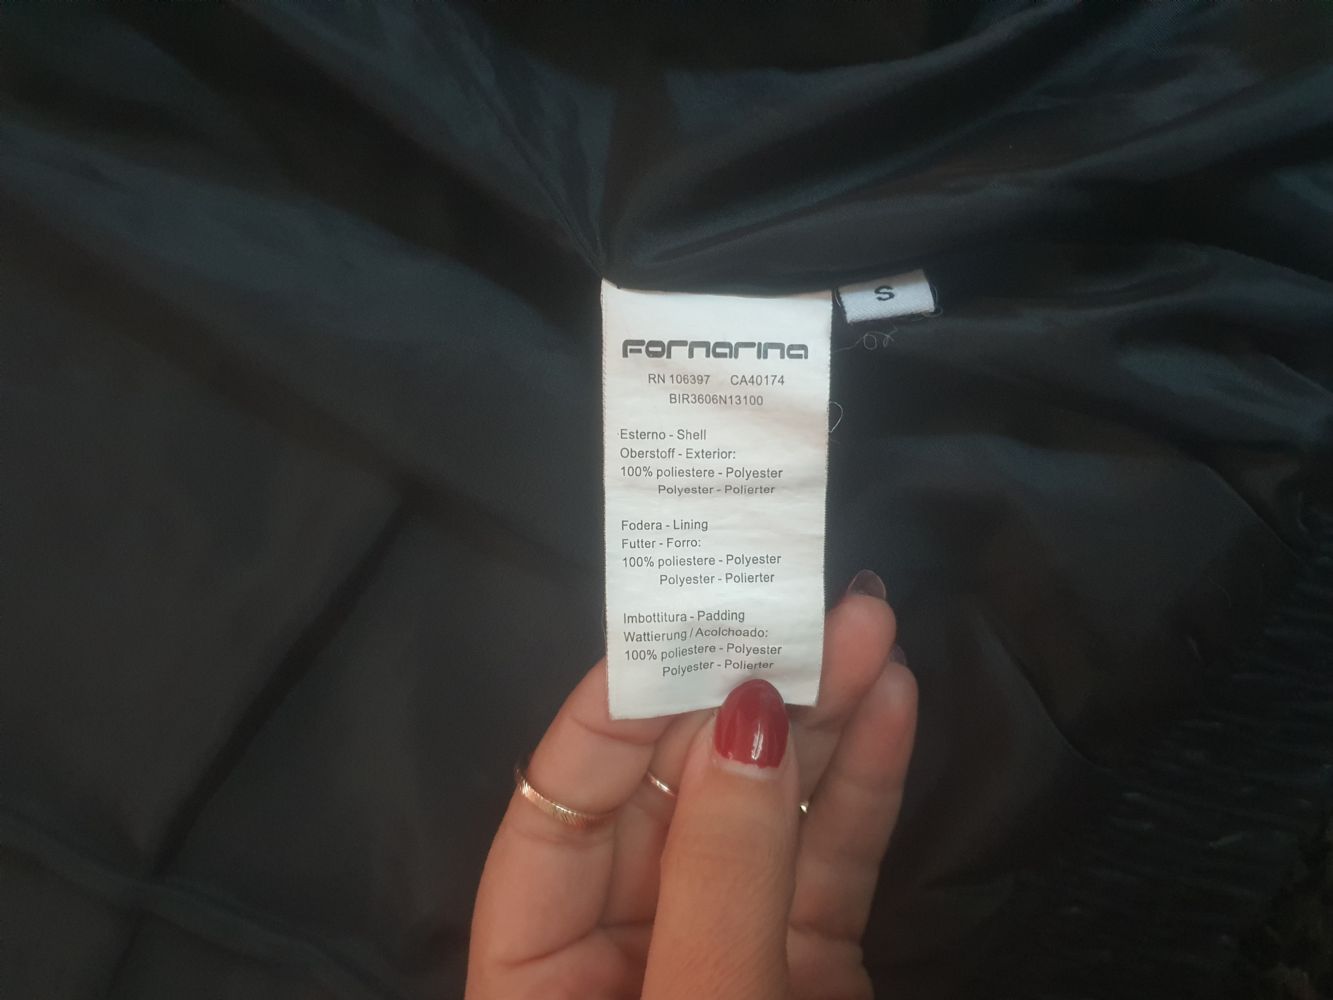 Fornarina
S
RN 106397 CA40174
BIR3606N13100
Esterno - Shell
Oberstoff - Exterior:
100% poliestere - Polyester
Polyester - Polierter
Fodera - Lining
Futter - Forro:
100% poliestere - Polyester
Polyester - Polierter
Imbottitura - Padding
Wattierung / Acolchoado:
100% poliestere - Polyester
Polyester - Polierter